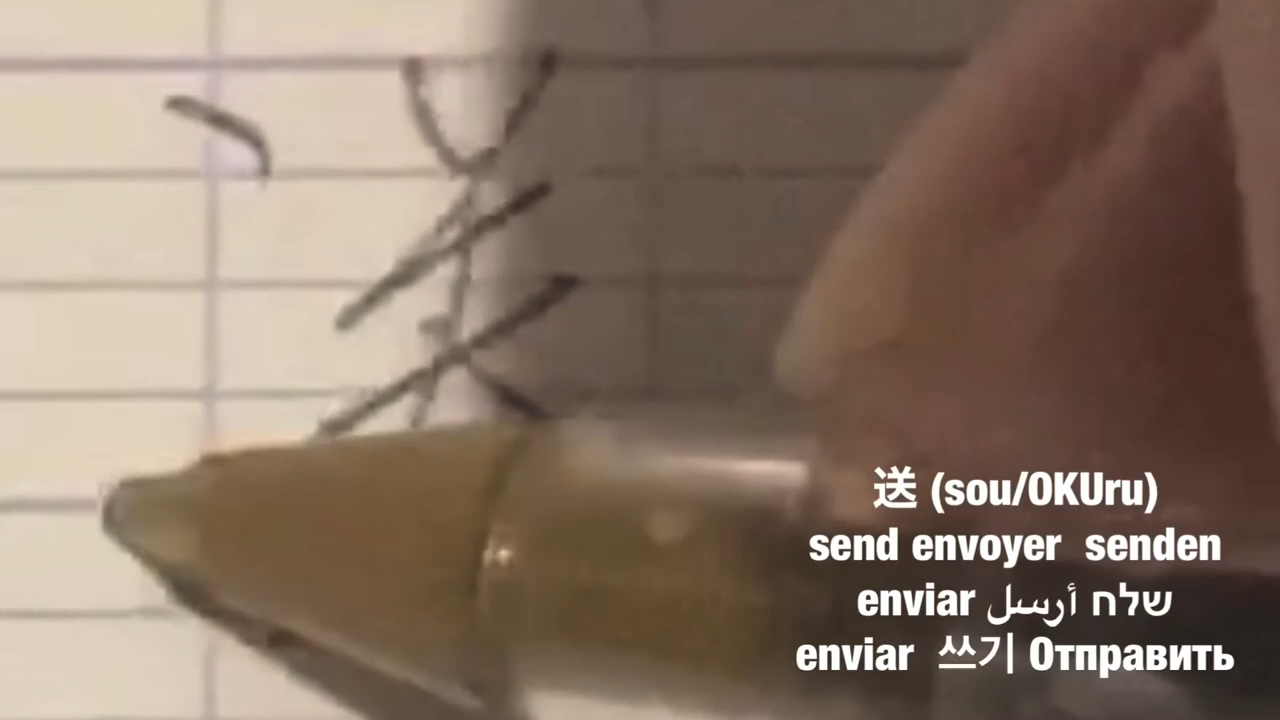 送 (sou/OKUru)
send envoyer senden
enviar أرسل שלח
enviar 쓰기 Отправить